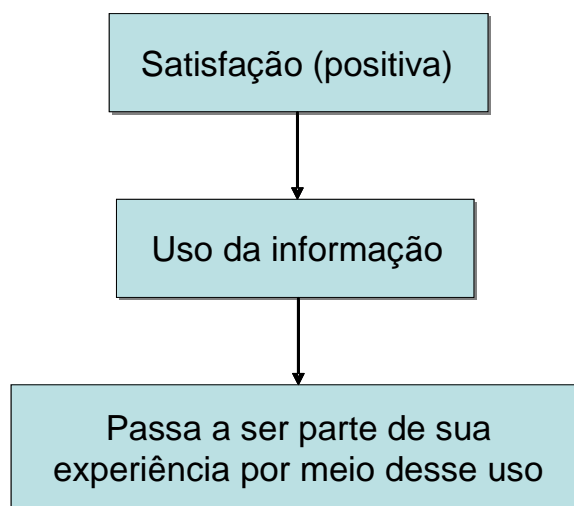 Satisfação (positiva)
Uso da informação
Passa a ser parte de sua
experiência por meio desse uso